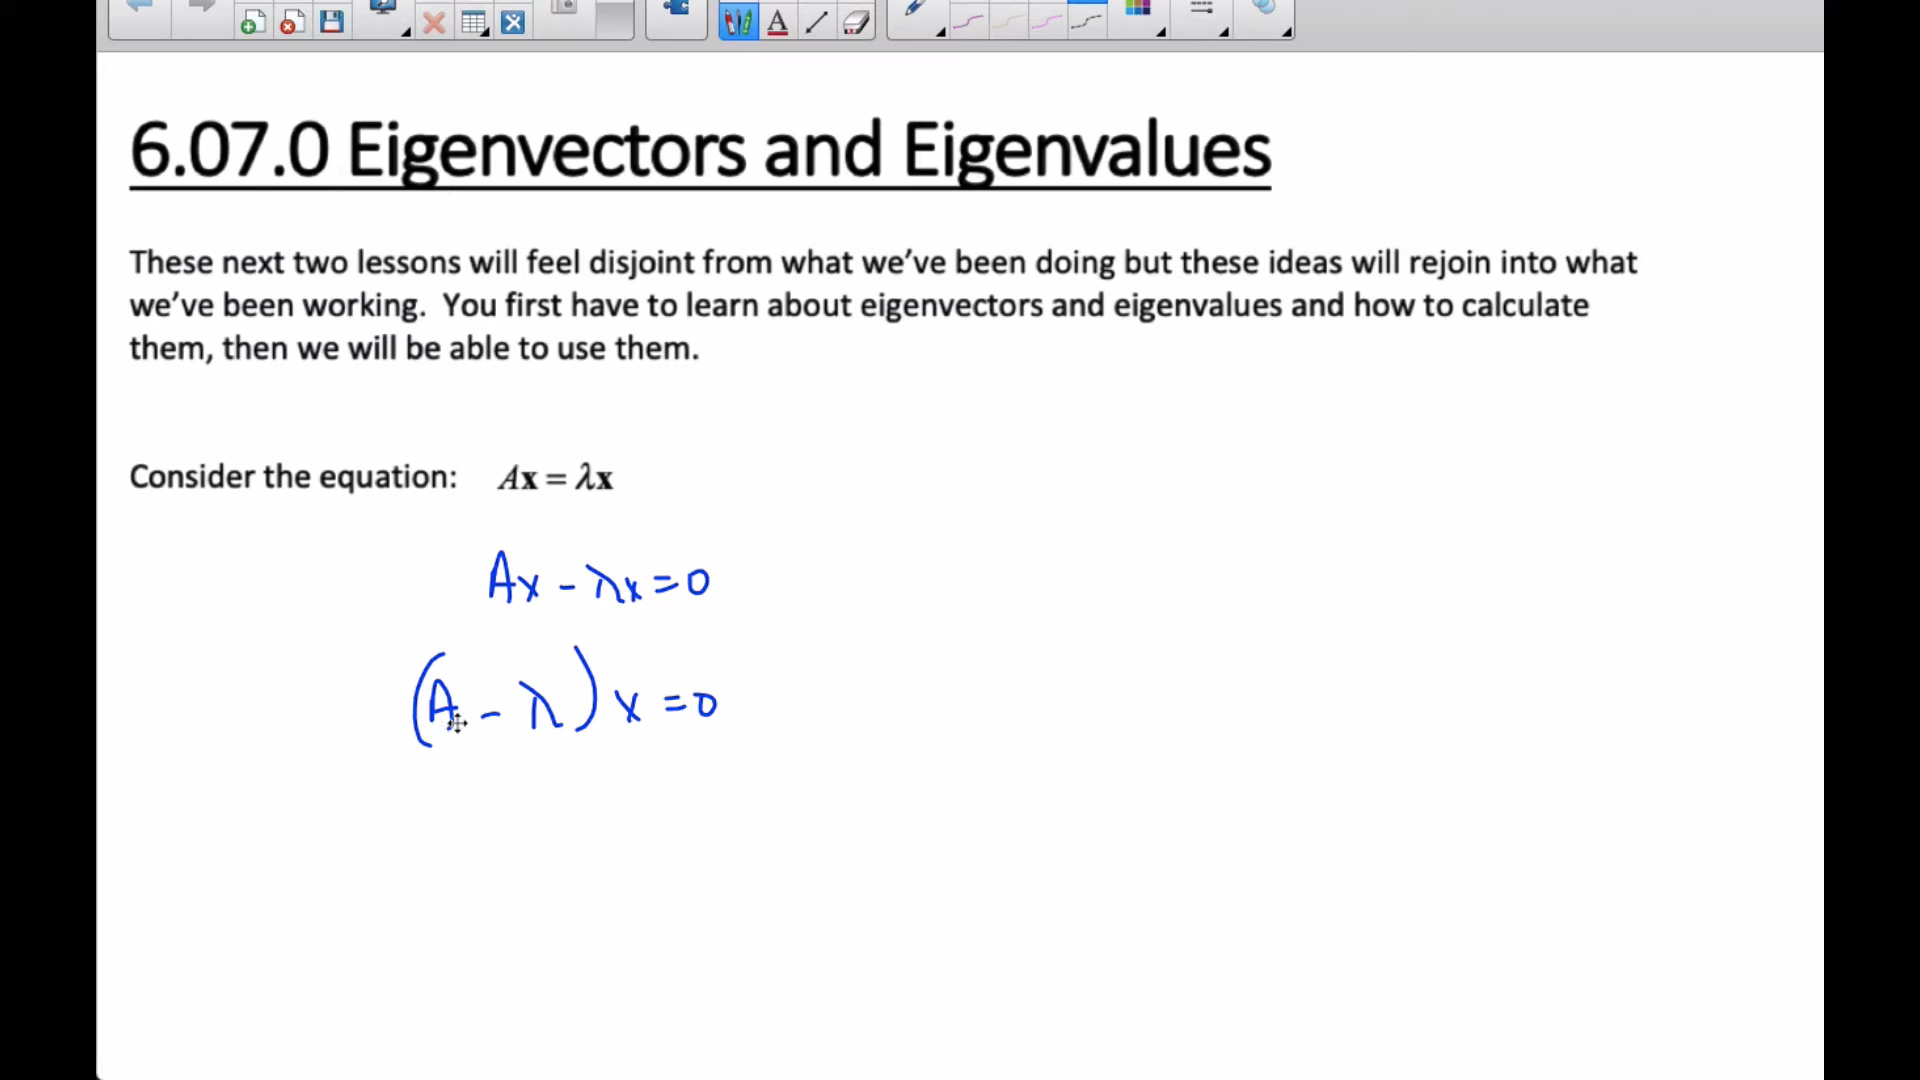 6.07.0 Eigenvectors and Eigenvalues
These next two lessons will feel disjoint from what we’ve been doing but these ideas will rejoin into what
we’ve been working.  You first have to learn about eigenvectors and eigenvalues and how to calculate
them, then we will be able to use them.
Consider the equation: Ax = λx
Ax - λx = 0
(A - λ) x = 0